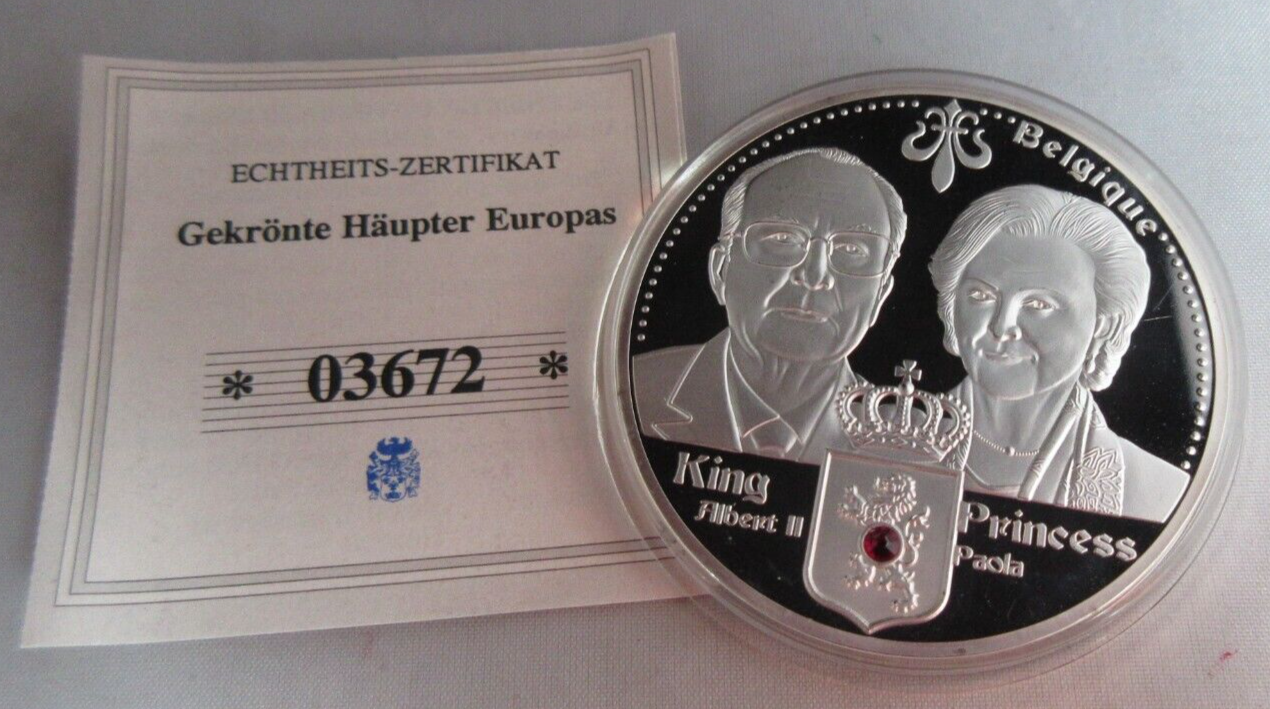 ECHTHEITS-ZERTIFIKAT
Gekrönte Häupter Europas
* 03672 *
Belgique
King
Albert II
Princess
Paola